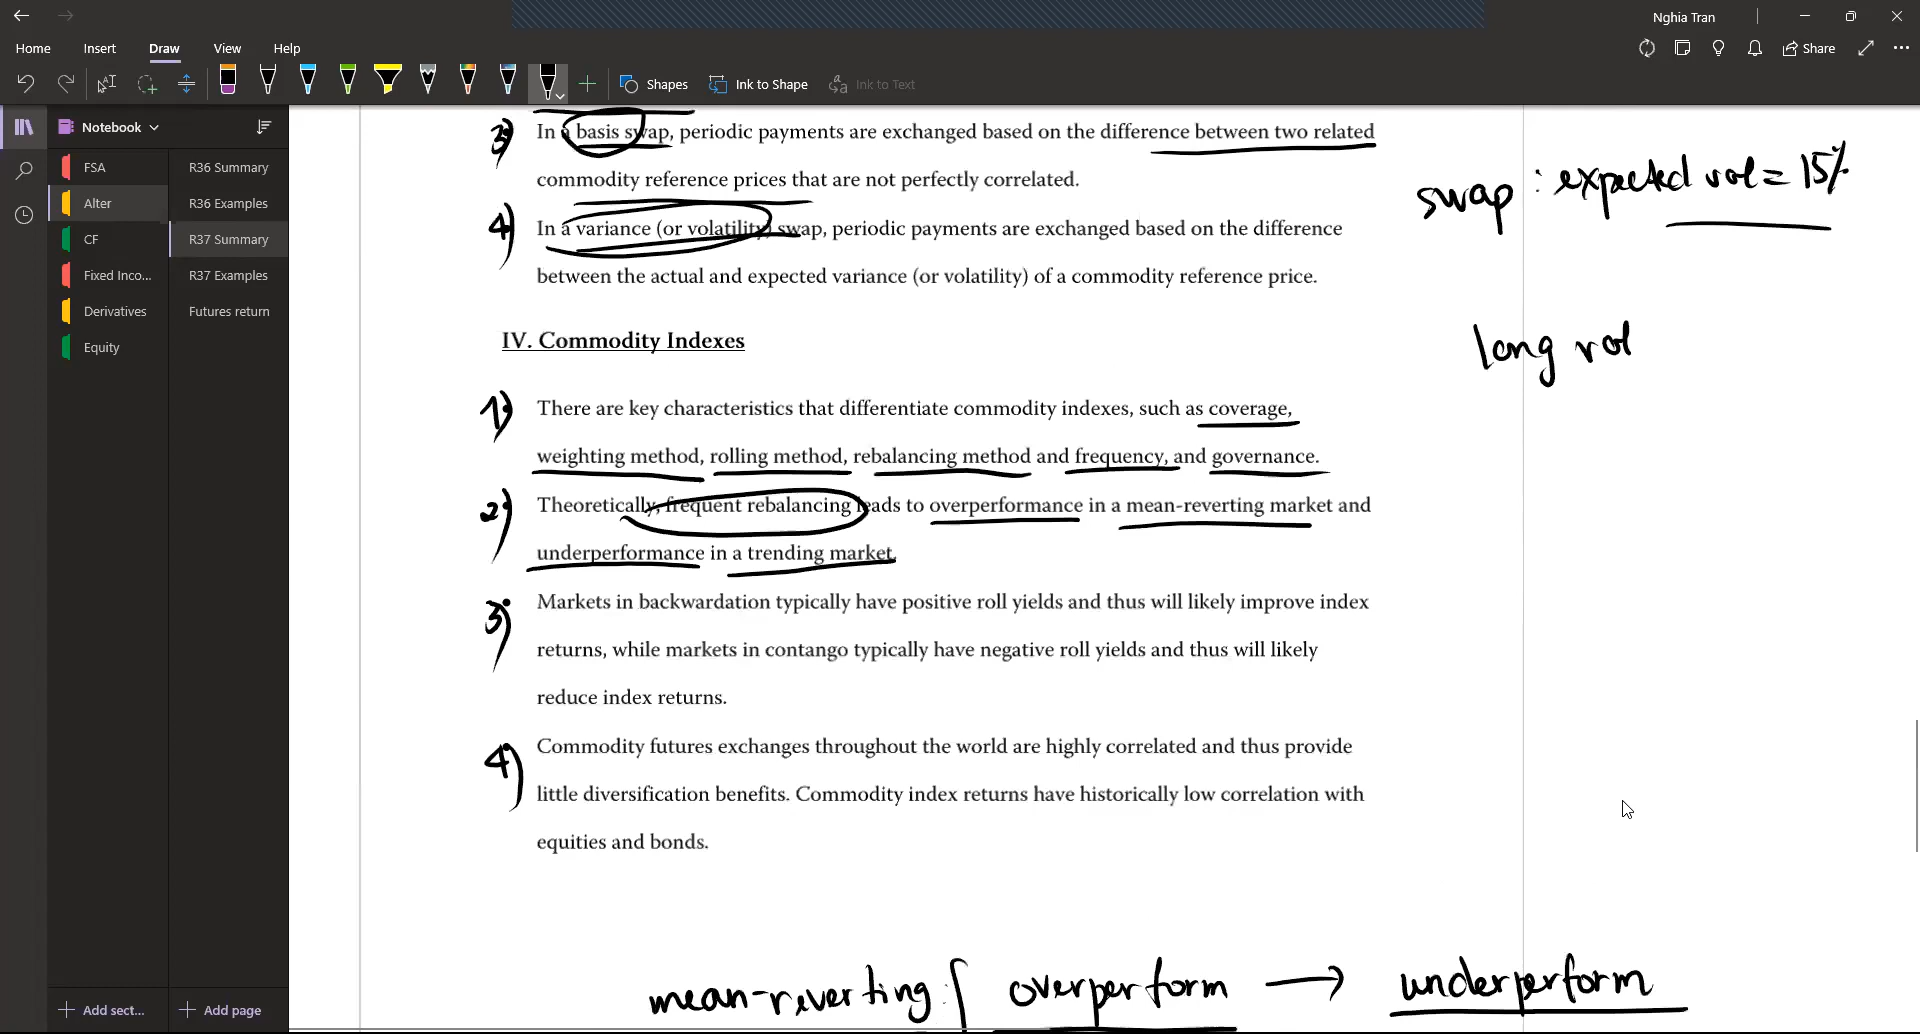 Nghia Tran
Home Insert Draw View Help
Share
Shapes Ink to Shape Ink to Text
Notebook
FSA
Alter
CF
Fixed Inco...
Derivatives
Equity
R36 Summary
R36 Examples
R37 Summary
R37 Examples
Futures return
Add sect...
Add page
3) In a basis swap, periodic payments are exchanged based on the difference between two related
commodity reference prices that are not perfectly correlated.
4) In a variance (or volatility) swap, periodic payments are exchanged based on the difference
between the actual and expected variance (or volatility) of a commodity reference price.
swap : expected vol = 15%
long vol
IV. Commodity Indexes
1) There are key characteristics that differentiate commodity indexes, such as coverage,
weighting method, rolling method, rebalancing method and frequency, and governance.
2) Theoretically, frequent rebalancing leads to overperformance in a mean-reverting market and
underperformance in a trending market.
3) Markets in backwardation typically have positive roll yields and thus will likely improve index
returns, while markets in contango typically have negative roll yields and thus will likely
reduce index returns.
4) Commodity futures exchanges throughout the world are highly correlated and thus provide
little diversification benefits. Commodity index returns have historically low correlation with
equities and bonds.
mean-reverting : overperform → underperform